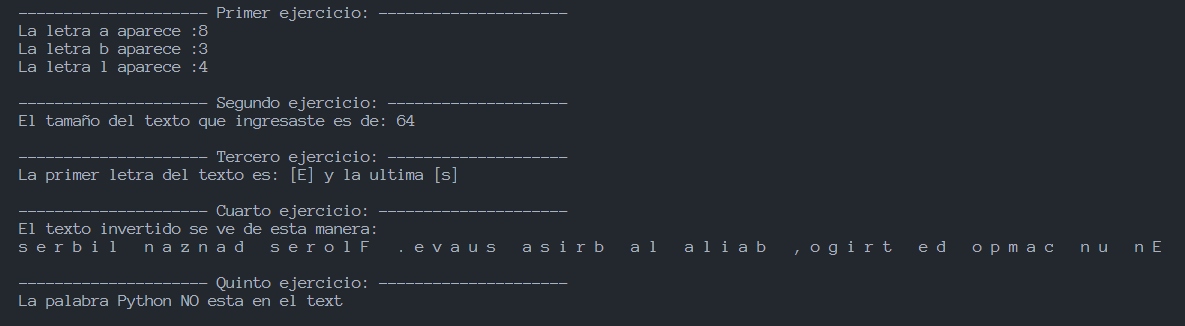 --------------------- Primer ejercicio: --------------------
La letra a aparece :8
La letra b aparece :3
La letra l aparece :4
--------------------- Segundo ejercicio: --------------------
El tamaño del texto que ingresaste es de: 64
--------------------- Tercero ejercicio: --------------------
La primer letra del texto es: [E] y la ultima [s]
--------------------- Cuarto ejercicio: ---------------------
El texto invertido se ve de esta manera:
s e r b i l   n a z n a d   s e r o l F   . e v a u s   a s i r b   a l   a l i a b   , o g i r t   e d   o p m a c   n u   n E
--------------------- Quinto ejercicio: ---------------------
La palabra Python NO esta en el text